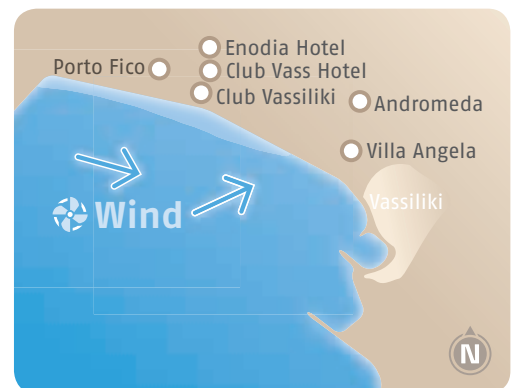 Enodia Hotel
Porto Fico
Club Vass Hotel
Club Vassiliki
Andromeda
Villa Angela
Vassiliki
Wind
N